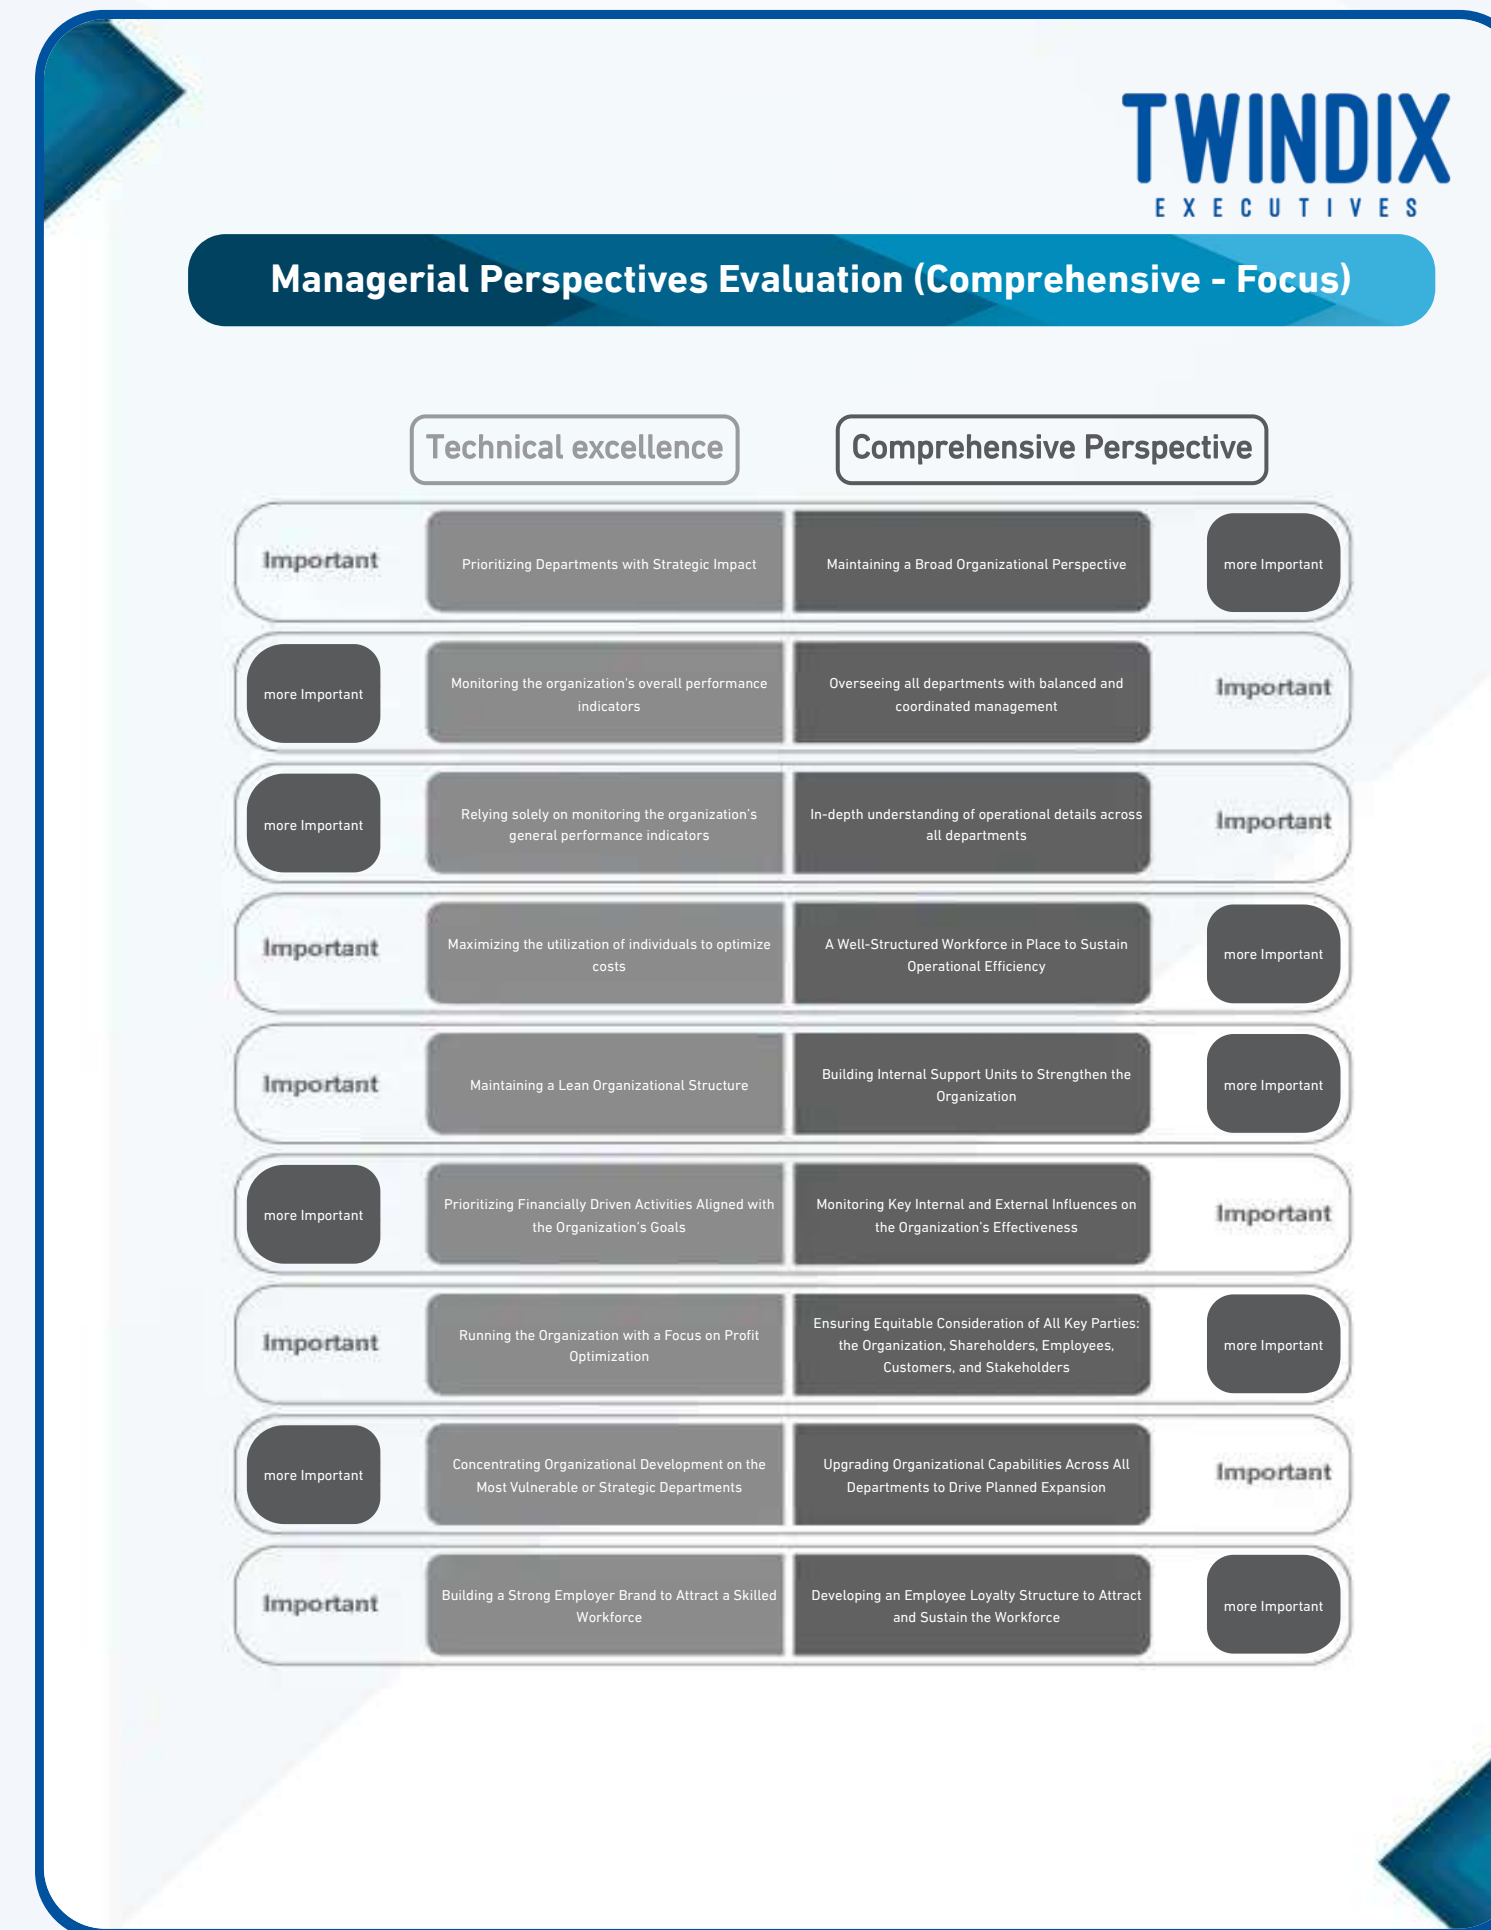 TWINDIX
EXECUTIVES
Managerial Perspectives Evaluation (Comprehensive - Focus)
Technical excellence
Comprehensive Perspective
Important
Prioritizing Departments with Strategic Impact
Maintaining a Broad Organizational Perspective
more Important
more Important
Monitoring the organization's overall performance
indicators
Overseeing all departments with balanced and
coordinated management
Important
more Important
Relying solely on monitoring the organization's
general performance indicators
In-depth understanding of operational details across
all departments
Important
Important
Maximizing the utilization of individuals to optimize
costs
A Well-Structured Workforce in Place to Sustain
Operational Efficiency
more Important
Important
Maintaining a Lean Organizational Structure
Building Internal Support Units to Strengthen the
Organization
more Important
more Important
Prioritizing Financially Driven Activities Aligned with
the Organization's Goals
Monitoring Key Internal and External Influences on
the Organization's Effectiveness
Important
Important
Running the Organization with a Focus on Profit
Optimization
Ensuring Equitable Consideration of All Key Parties:
the Organization, Shareholders, Employees,
Customers, and Stakeholders
more Important
more Important
Concentrating Organizational Development on the
Most Vulnerable or Strategic Departments
Upgrading Organizational Capabilities Across All
Departments to Drive Planned Expansion
Important
Important
Building a Strong Employer Brand to Attract a Skilled
Workforce
Developing an Employee Loyalty Structure to Attract
and Sustain the Workforce
more Important